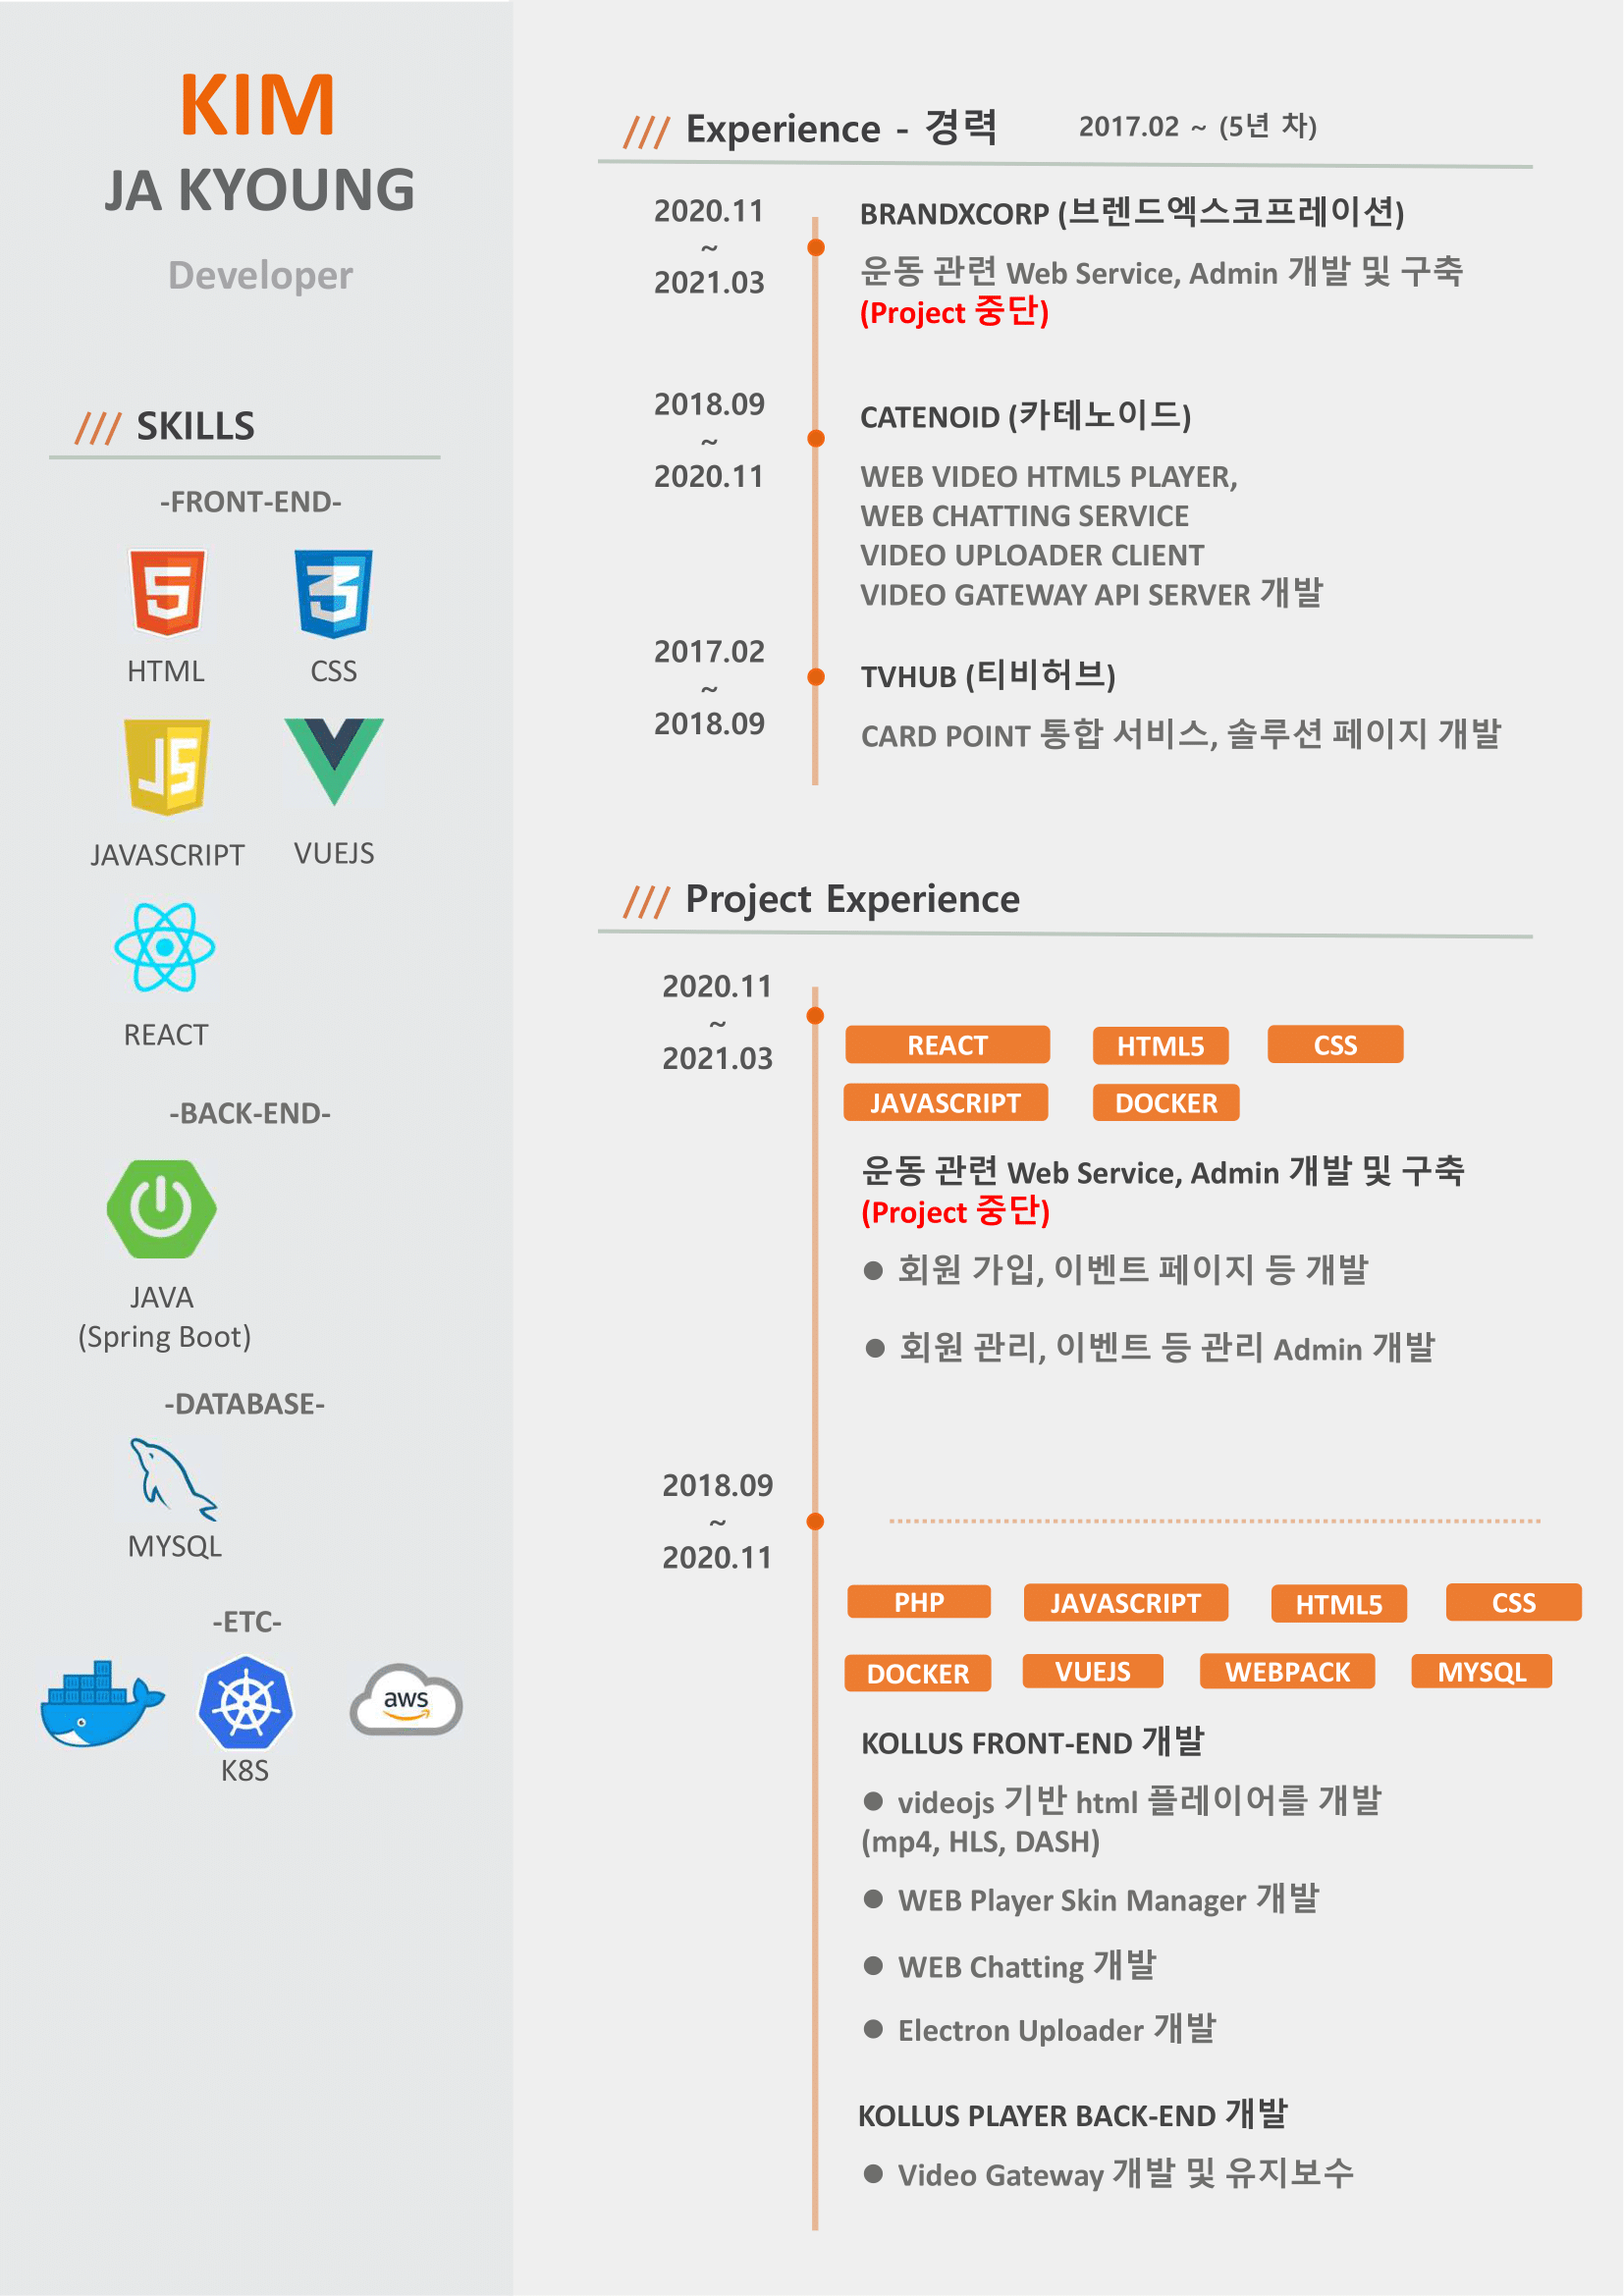 KIM
JA KYOUNG
Developer
/// SKILLS
-FRONT-END-
HTML CSS
JS
JAVASCRIPT VUEJS
REACT
-BACK-END-
JAVA
(Spring Boot)
-DATABASE-
MYSQL
-ETC-
aws
K8S
/// Experience - 경력 2017.02 ~ (5년 차)
2020.11
~
2021.03
BRANDXCORP (브렌드엑스코프레이션)
운동 관련 Web Service, Admin 개발 및 구축
(Project 중단)
2018.09
~
2020.11
CATENOID (카테노이드)
WEB VIDEO HTML5 PLAYER,
WEB CHATTING SERVICE
VIDEO UPLOADER CLIENT
VIDEO GATEWAY API SERVER 개발
2017.02
~
2018.09
TVHUB (티비허브)
CARD POINT 통합 서비스, 솔루션 페이지 개발
/// Project Experience
2020.11
~
2021.03
REACT HTML5 CSS
JAVASCRIPT DOCKER
운동 관련 Web Service, Admin 개발 및 구축
(Project 중단)
● 회원 가입, 이벤트 페이지 등 개발
● 회원 관리, 이벤트 등 관리 Admin 개발
2018.09
~
2020.11
PHP JAVASCRIPT HTML5 CSS
DOCKER VUEJS WEBPACK MYSQL
KOLLUS FRONT-END 개발
● videojs 기반 html 플레이어를 개발
(mp4, HLS, DASH)
● WEB Player Skin Manager 개발
● WEB Chatting 개발
● Electron Uploader 개발
KOLLUS PLAYER BACK-END 개발
● Video Gateway 개발 및 유지보수